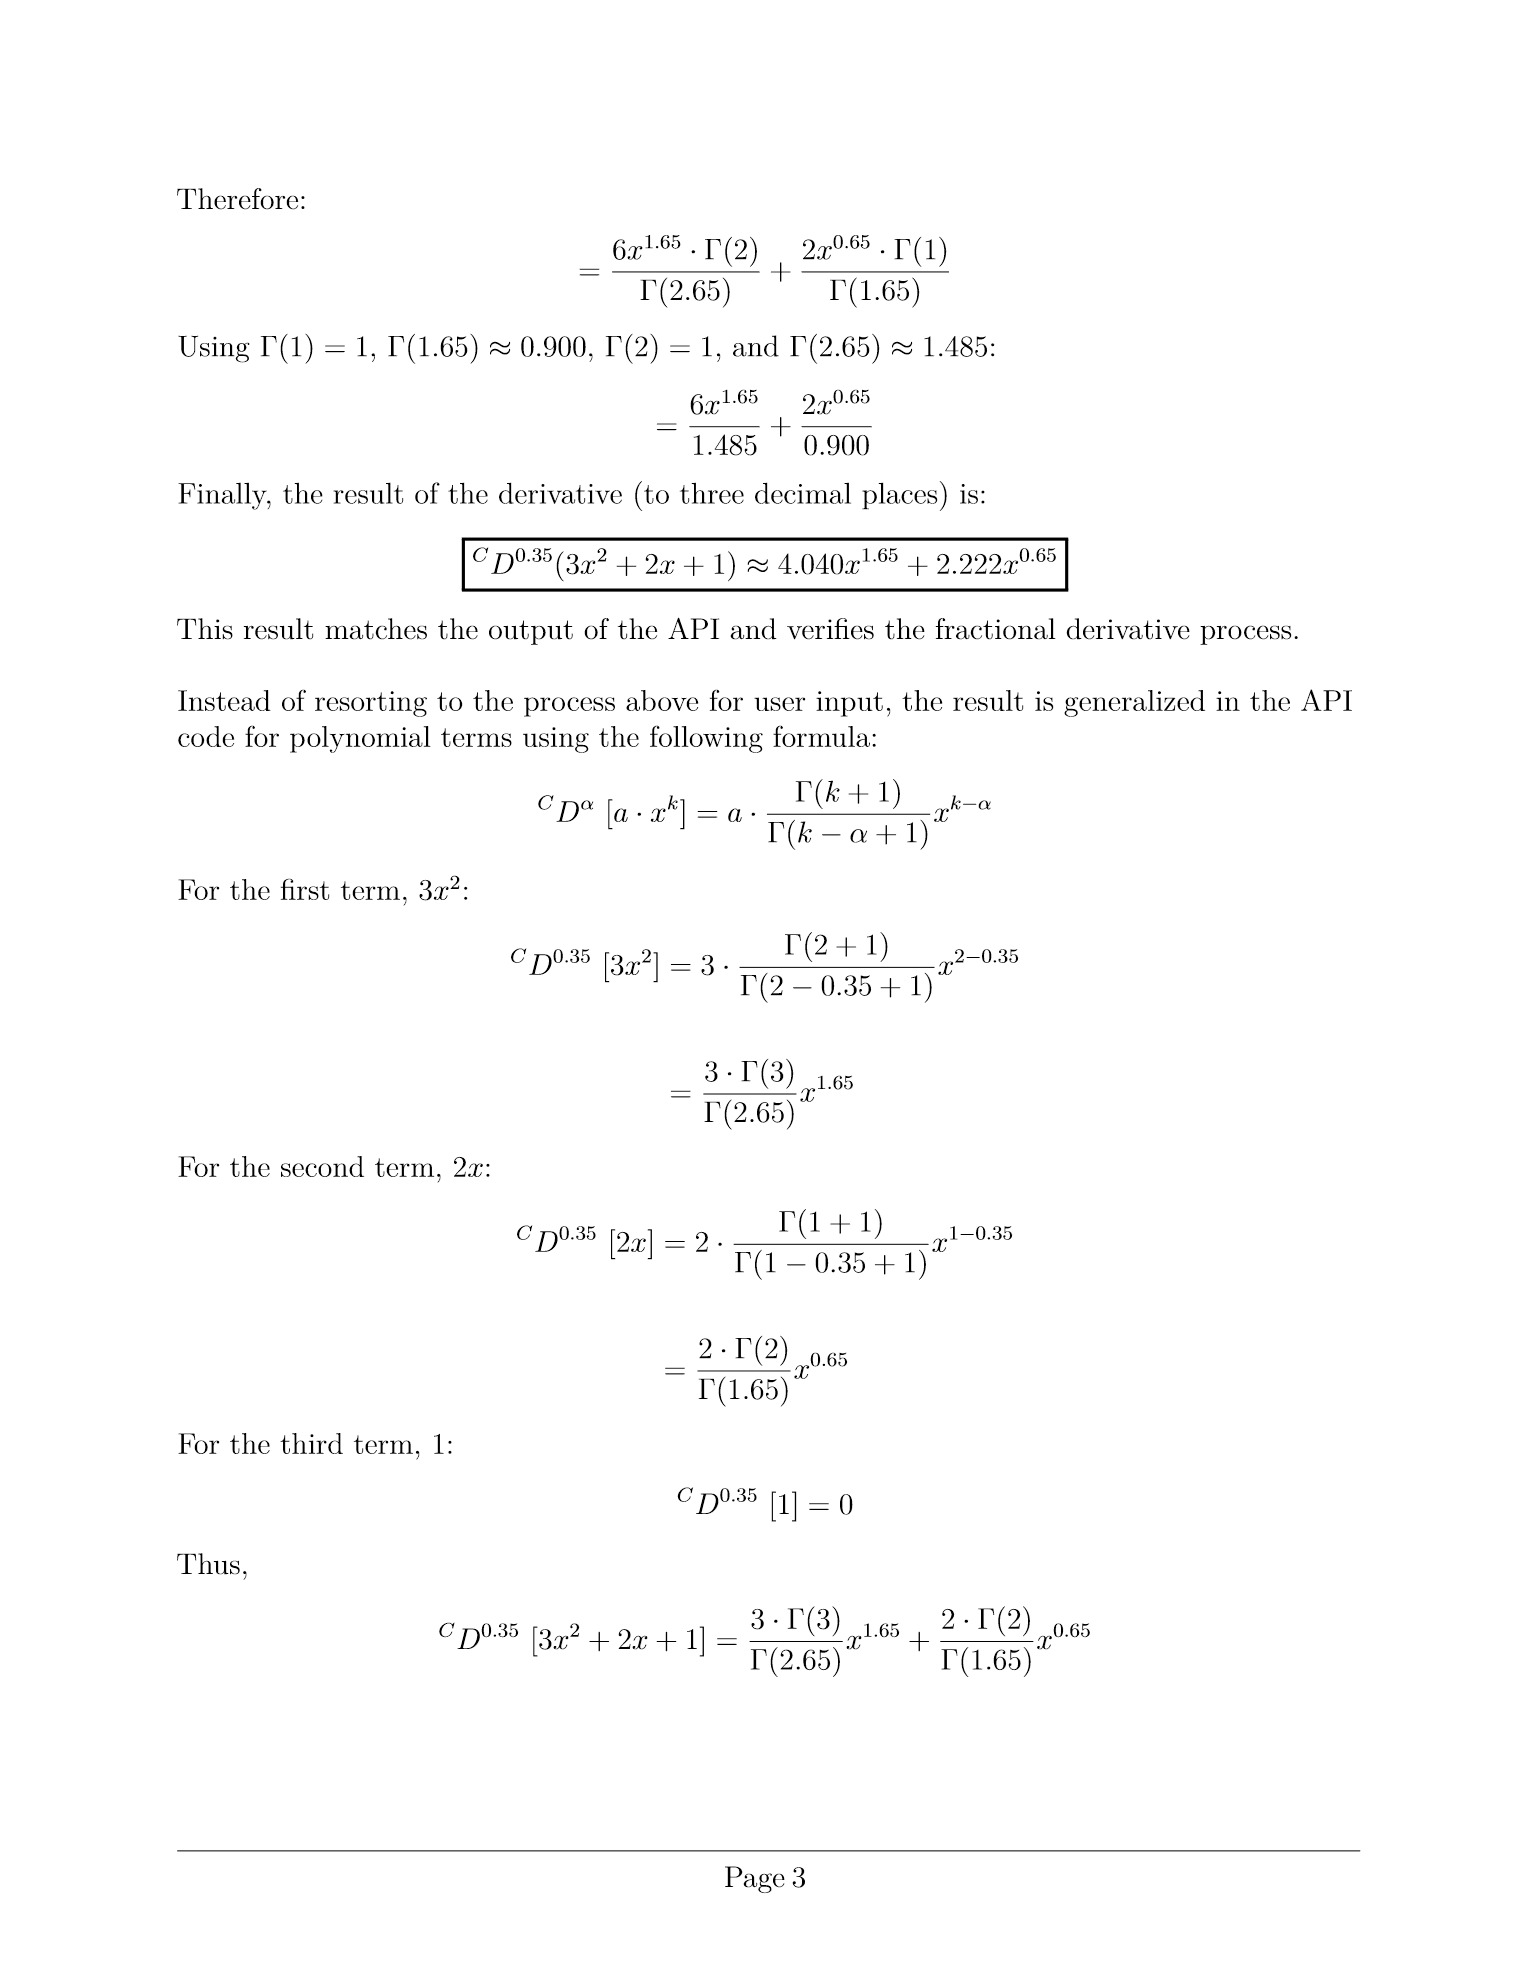 Therefore:
= \frac{6x^{1.65} \cdot \Gamma(2)}{\Gamma(2.65)} + \frac{2x^{0.65} \cdot \Gamma(1)}{\Gamma(1.65)}
Using Γ(1) = 1, Γ(1.65) ≈ 0.900, Γ(2) = 1, and Γ(2.65) ≈ 1.485:
= \frac{6x^{1.65}}{1.485} + \frac{2x^{0.65}}{0.900}
Finally, the result of the derivative (to three decimal places) is:
^{C}D^{0.35}(3x^2 + 2x + 1) ≈ 4.040x^{1.65} + 2.222x^{0.65}
This result matches the output of the API and verifies the fractional derivative process.
Instead of resorting to the process above for user input, the result is generalized in the API
code for polynomial terms using the following formula:
^{C}D^{\alpha} [a \cdot x^k] = a \cdot \frac{\Gamma(k + 1)}{\Gamma(k - \alpha + 1)} x^{k-\alpha}
For the first term, 3x^2:
^{C}D^{0.35} [3x^2] = 3 \cdot \frac{\Gamma(2 + 1)}{\Gamma(2 - 0.35 + 1)} x^{2-0.35}
= \frac{3 \cdot \Gamma(3)}{\Gamma(2.65)} x^{1.65}
For the second term, 2x:
^{C}D^{0.35} [2x] = 2 \cdot \frac{\Gamma(1 + 1)}{\Gamma(1 - 0.35 + 1)} x^{1-0.35}
= \frac{2 \cdot \Gamma(2)}{\Gamma(1.65)} x^{0.65}
For the third term, 1:
^{C}D^{0.35} [1] = 0
Thus,
^{C}D^{0.35} [3x^2 + 2x + 1] = \frac{3 \cdot \Gamma(3)}{\Gamma(2.65)} x^{1.65} + \frac{2 \cdot \Gamma(2)}{\Gamma(1.65)} x^{0.65}
Page 3